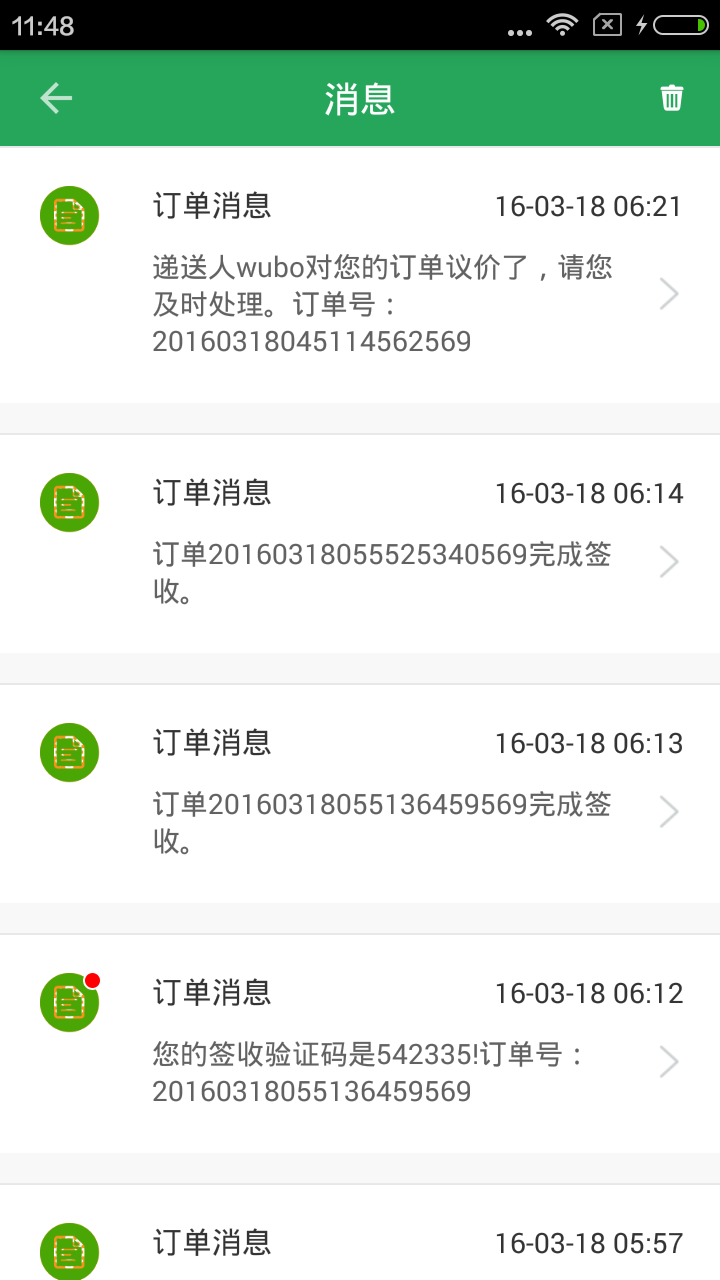 11:48
消息
订单消息 16-03-18 06:21
递送人wubo对您的订单议价了，请您
及时处理。订单号：
20160318045114562569
订单消息 16-03-18 06:14
订单20160318055525340569完成签
收。
订单消息 16-03-18 06:13
订单20160318055136459569完成签
收。
订单消息 16-03-18 06:12
您的签收验证码是542335!订单号：
20160318055136459569
订单消息 16-03-18 05:57